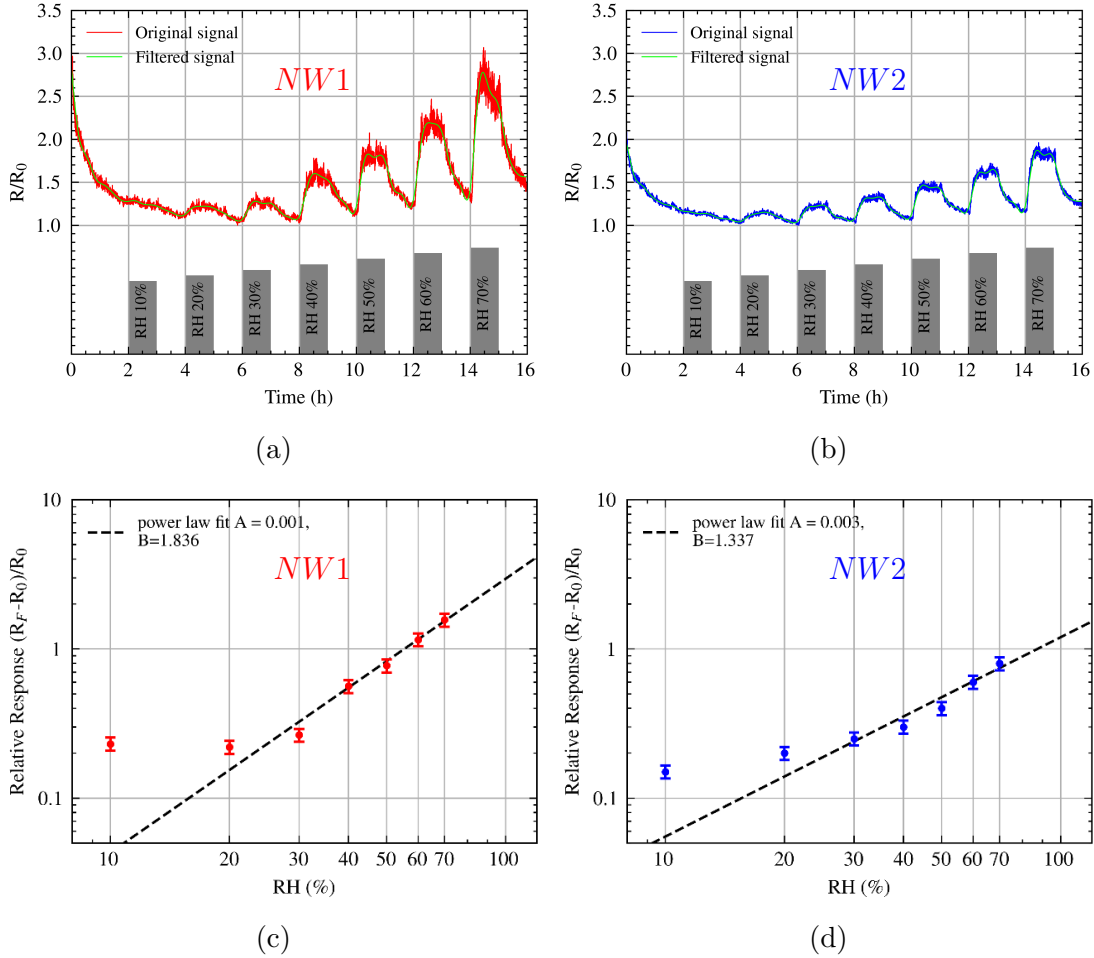 3.5
3.0
2.5
2.0
1.5
1.0
R/R₀
Original signal
Filtered signal
NW1
RH 10%
RH 20%
RH 30%
RH 40%
RH 50%
RH 60%
RH 70%
0 2 4 6 8 10 12 14 16
Time (h)
(a)
3.5
3.0
2.5
2.0
1.5
1.0
R/R₀
Original signal
Filtered signal
NW2
RH 10%
RH 20%
RH 30%
RH 40%
RH 50%
RH 60%
RH 70%
0 2 4 6 8 10 12 14 16
Time (h)
(b)
10
1
0.1
Relative Response (R_F-R₀)/R₀
power law fit A = 0.001,
B=1.836
NW1
10 20 30 40 50 60 70 100
RH (%)
(c)
10
1
0.1
Relative Response (R_F-R₀)/R₀
power law fit A = 0.003,
B=1.337
NW2
10 20 30 40 50 60 70 100
RH (%)
(d)